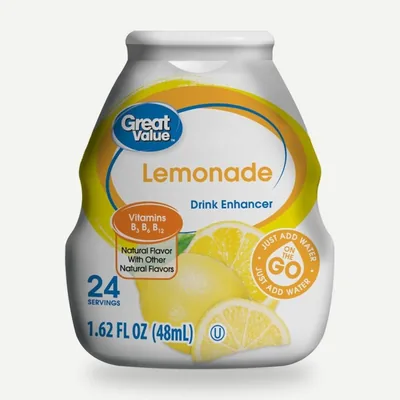 Great
Value™
Lemonade
Drink Enhancer
Vitamins
B3 B6 B12
Natural Flavor
With Other
Natural Flavors
JUST ADD WATER
ON
THE
GO
JUST ADD WATER
24
SERVINGS
1.62 FL OZ (48mL)
U